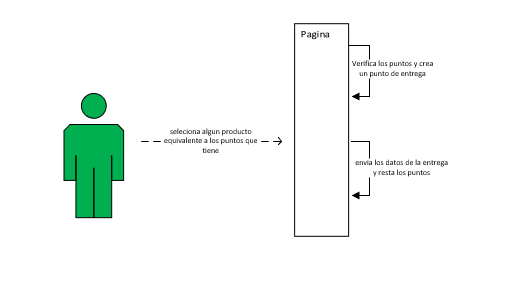 Pagina
Verifica los puntos y crea
un punto de entrega
seleciona algun producto
equivalente a los puntos que
tiene
envia los datos de la entrega
y resta los puntos